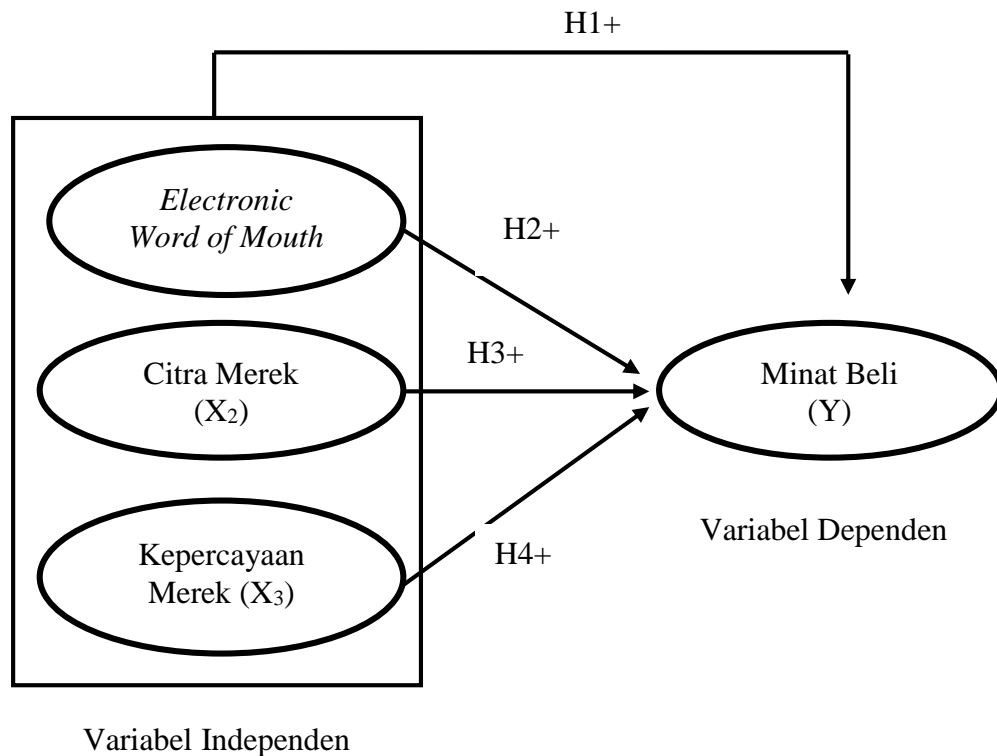 H1+
Electronic
Word of Mouth
H2+
Citra Merek
(X₂)
H3+
Minat Beli
(Y)
Kepercayaan
Merek (X₃)
H4+
Variabel Dependen
Variabel Independen